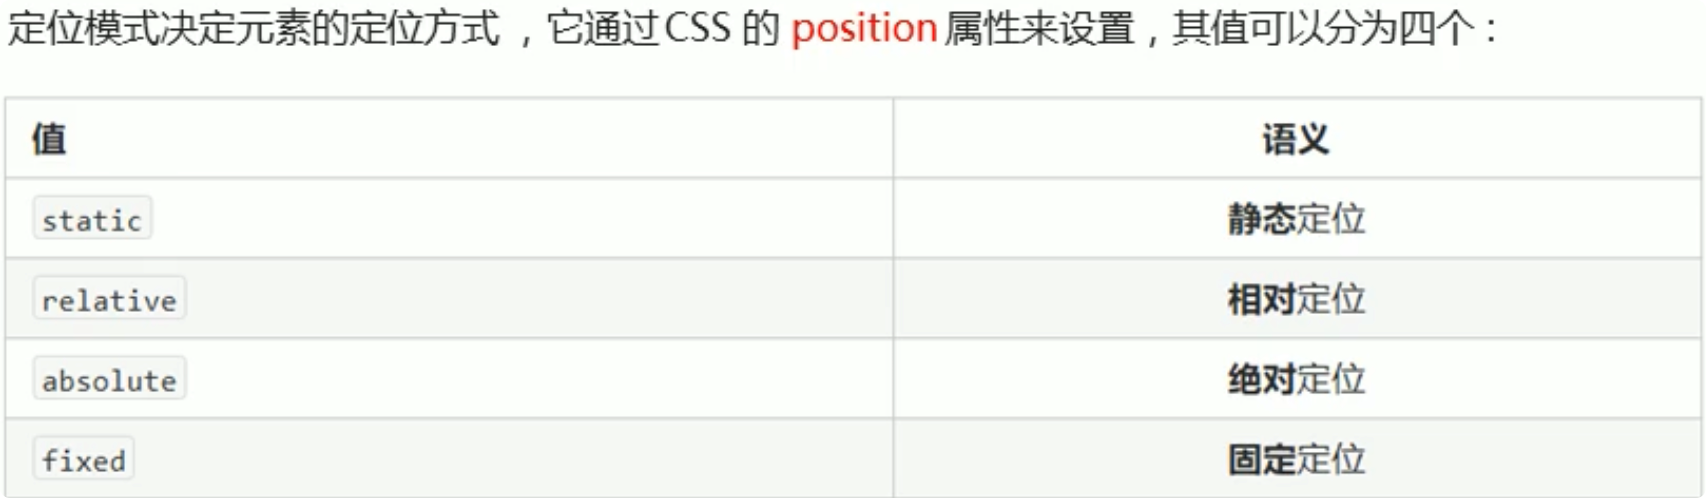 定位模式决定元素的定位方式 ，它通过CSS 的 position 属性来设置，其值可以分为四个：
值 语义
static 静态定位
relative 相对定位
absolute 绝对定位
fixed 固定定位